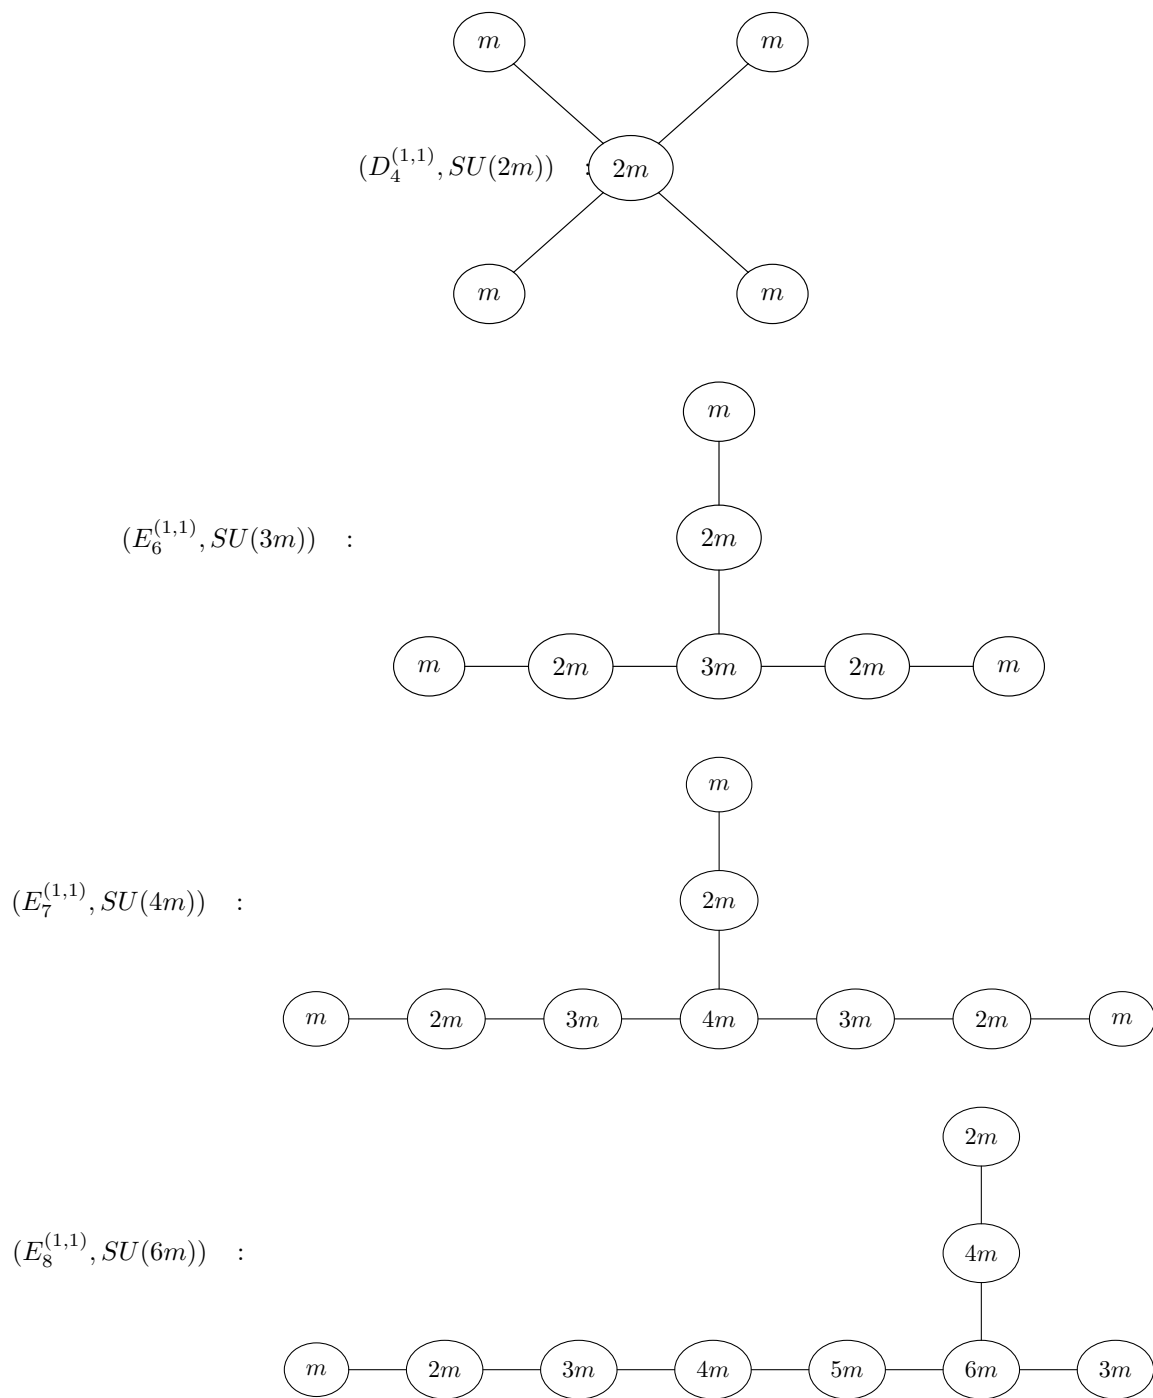 m m
(D_4^{(1,1)}, SU(2m)) : 2m
m m
m
(E_6^{(1,1)}, SU(3m)) : 2m
m 2m 3m 2m m
m
(E_7^{(1,1)}, SU(4m)) : 2m
m 2m 3m 4m 3m 2m m
2m
(E_8^{(1,1)}, SU(6m)) : 4m
m 2m 3m 4m 5m 6m 3m